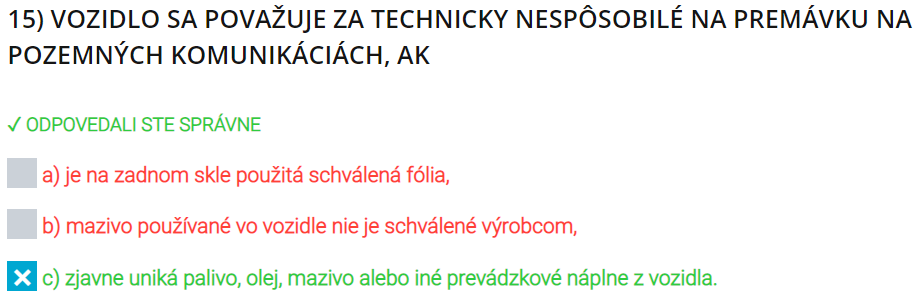 15) VOZIDLO SA POVAŽUJE ZA TECHNICKY NESPÔSOBILÉ NA PREMÁVKU NA
POZEMNÝCH KOMUNIKÁCIÁCH, AK
✓ ODPOVEDALI STE SPRÁVNE
a) je na zadnom skle použitá schválená fólia,
b) mazivo používané vo vozidle nie je schválené výrobcom,
c) zjavne uniká palivo, olej, mazivo alebo iné prevádzkové náplne z vozidla.